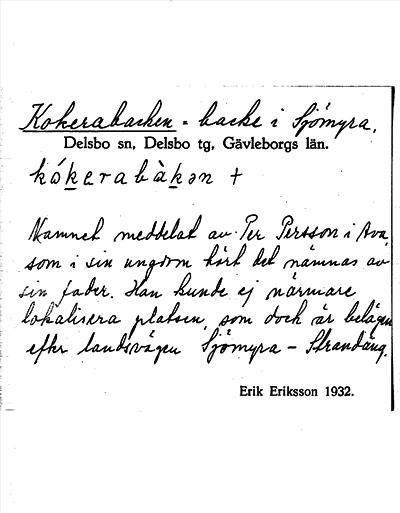 Kokerabacken - backe i Sjömyra.
Delsbo sn, Delsbo tg, Gävleborgs län.
kókerabàkən +
Namnet meddelat av Per Persson i Ava,
som i sin ungdom hört det nämnas av
sin fader. Han kunde ej närmare
lokalisera platsen, som dock är belägen
efter landsvägen Sjömyra - Strandäng.
Erik Eriksson 1932.